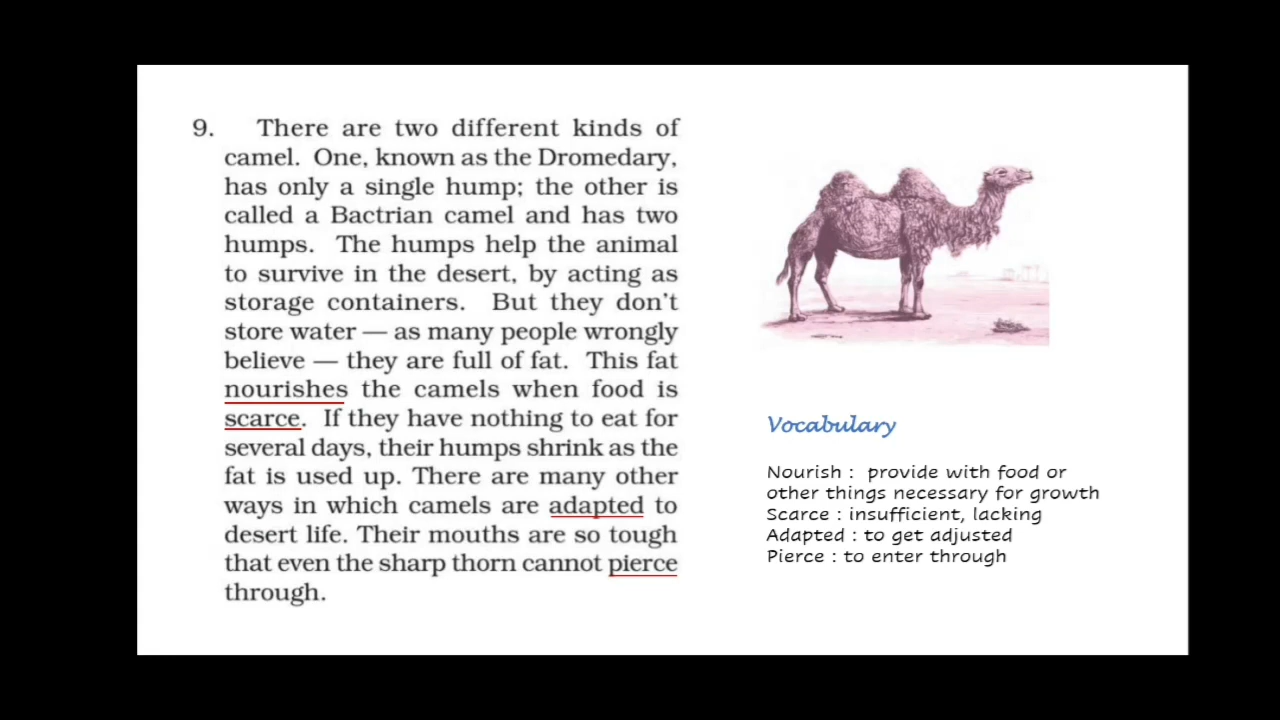 9. There are two different kinds of
camel. One, known as the Dromedary,
has only a single hump; the other is
called a Bactrian camel and has two
humps. The humps help the animal
to survive in the desert, by acting as
storage containers. But they don't
store water — as many people wrongly
believe — they are full of fat. This fat
nourishes the camels when food is
scarce. If they have nothing to eat for
several days, their humps shrink as the
fat is used up. There are many other
ways in which camels are adapted to
desert life. Their mouths are so tough
that even the sharp thorn cannot pierce
through.
Vocabulary
Nourish : provide with food or
other things necessary for growth
Scarce : insufficient, lacking
Adapted : to get adjusted
Pierce : to enter through